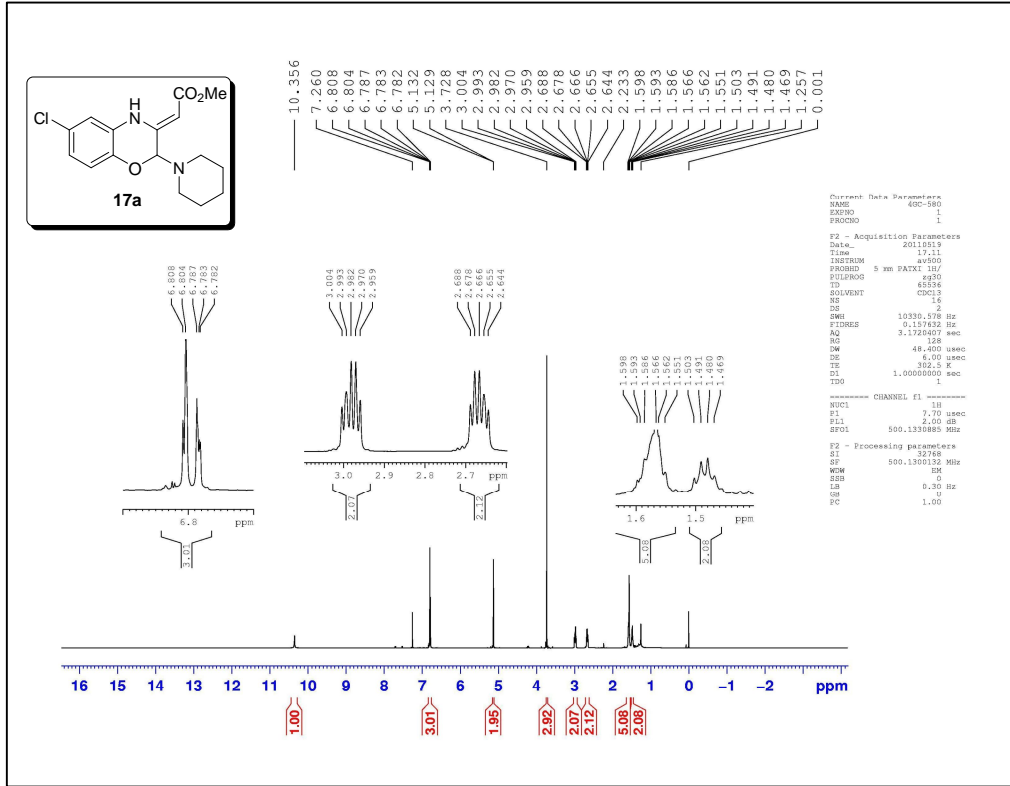 10.356
7.260
6.808
6.804
6.787
6.783
6.782
5.132
5.129
3.728
3.004
2.993
2.982
2.970
2.959
2.688
2.678
2.666
2.655
2.644
2.233
1.598
1.593
1.586
1.566
1.562
1.551
1.503
1.491
1.480
1.469
1.257
0.001
CO2Me
H
N
Cl
O
N
17a
Current Data Parameters
NAME 4GC-580
EXPNO 1
PROCNO 1
F2 - Acquisition Parameters
Date_ 20110519
Time 17.11
INSTRUM av500
PROBHD 5 mm PATXI 1H/
PULPROG zg30
TD 65536
SOLVENT CDCl3
NS 16
DS 2
SWH 10330.578 Hz
FIDRES 0.157632 Hz
AQ 3.1720407 sec
RG 128
DW 48.400 usec
DE 6.00 usec
TE 302.5 K
D1 1.00000000 sec
TD0 1
======== CHANNEL f1 ========
NUC1 1H
P1 7.70 usec
PL1 2.00 dB
SFO1 500.1330885 MHz
F2 - Processing parameters
SI 32768
SF 500.1300132 MHz
WDW EM
SSB 0
LB 0.30 Hz
GB 0
PC 1.00
6.808
6.804
6.787
6.783
6.782
3.004
2.993
2.982
2.970
2.959
2.688
2.678
2.666
2.655
2.644
1.598
1.593
1.586
1.566
1.562
1.551
1.503
1.491
1.480
1.469
6.8 ppm
3.01
3.0 2.9 2.8 2.7 ppm
2.07
2.12
1.6 1.5 ppm
5.08
2.08
16 15 14 13 12 11 10 9 8 7 6 5 4 3 2 1 0 −1 −2 ppm
1.00
3.01
1.95
2.92
2.07
2.12
5.08
2.08